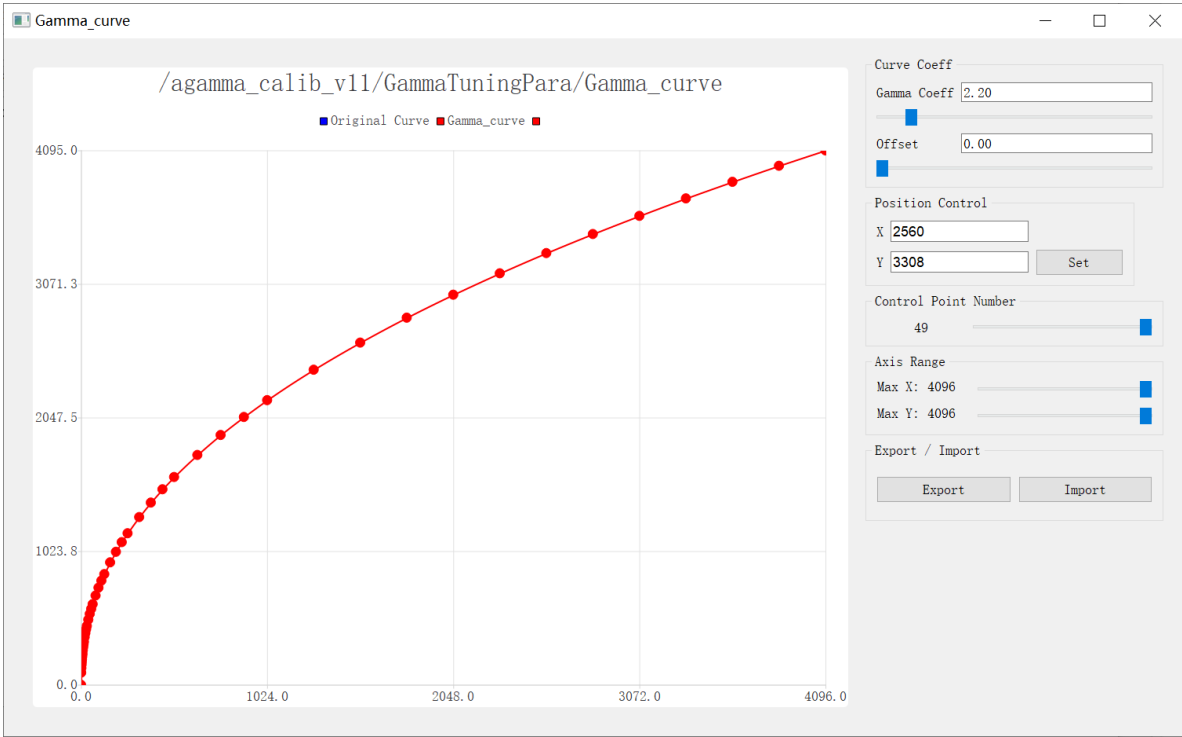 Gamma_curve
/agamma_calib_v11/GammaTuningPara/Gamma_curve
Original Curve Gamma_curve
4095.0
3071.3
2047.5
1023.8
0.0
0.0 1024.0 2048.0 3072.0 4096.0
Curve Coeff
Gamma Coeff 2.20
Offset 0.00
Position Control
X 2560
Y 3308 Set
Control Point Number
49
Axis Range
Max X: 4096
Max Y: 4096
Export / Import
Export Import